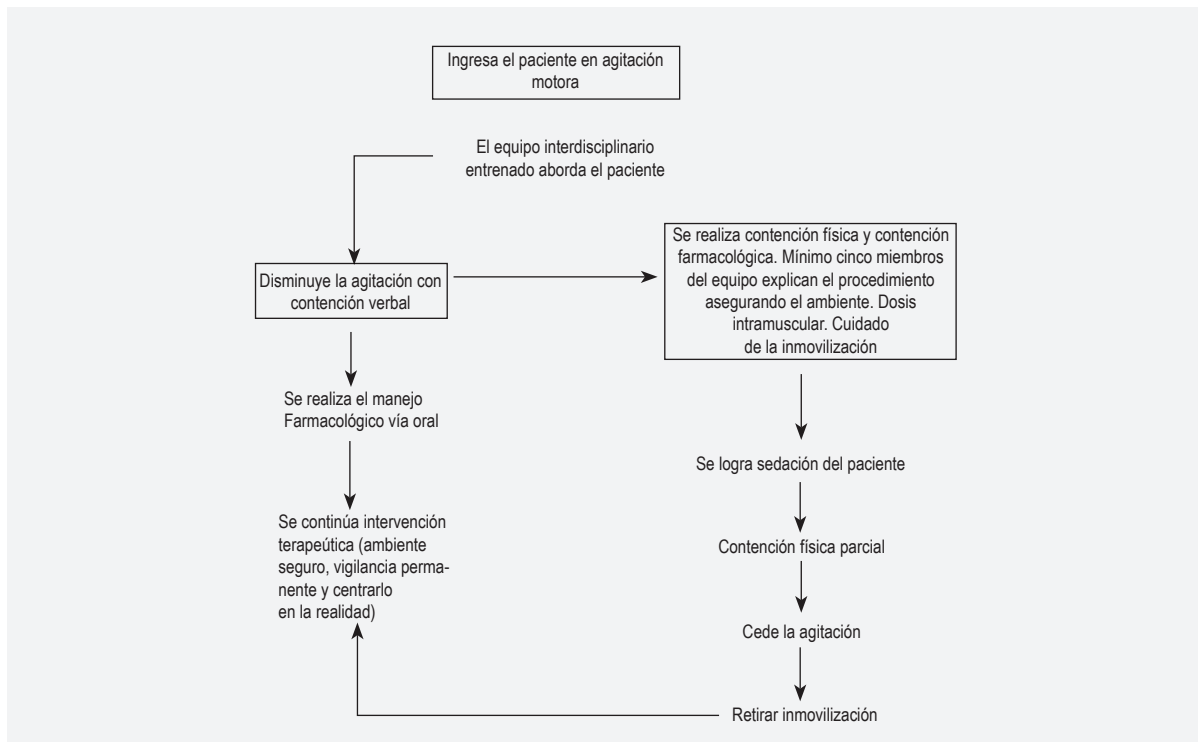 Ingresa el paciente en agitación
motora
El equipo interdisciplinario
entrenado aborda el paciente
Disminuye la agitación con
contención verbal
Se realiza contención física y contención
farmacológica. Mínimo cinco miembros
del equipo explican el procedimiento
asegurando el ambiente. Dosis
intramuscular. Cuidado
de la inmovilización
Se realiza el manejo
Farmacológico vía oral
Se continúa intervención
terapeútica (ambiente
seguro, vigilancia perma-
nente y centrarlo
en la realidad)
Se logra sedación del paciente
Contención física parcial
Cede la agitación
Retirar inmovilización